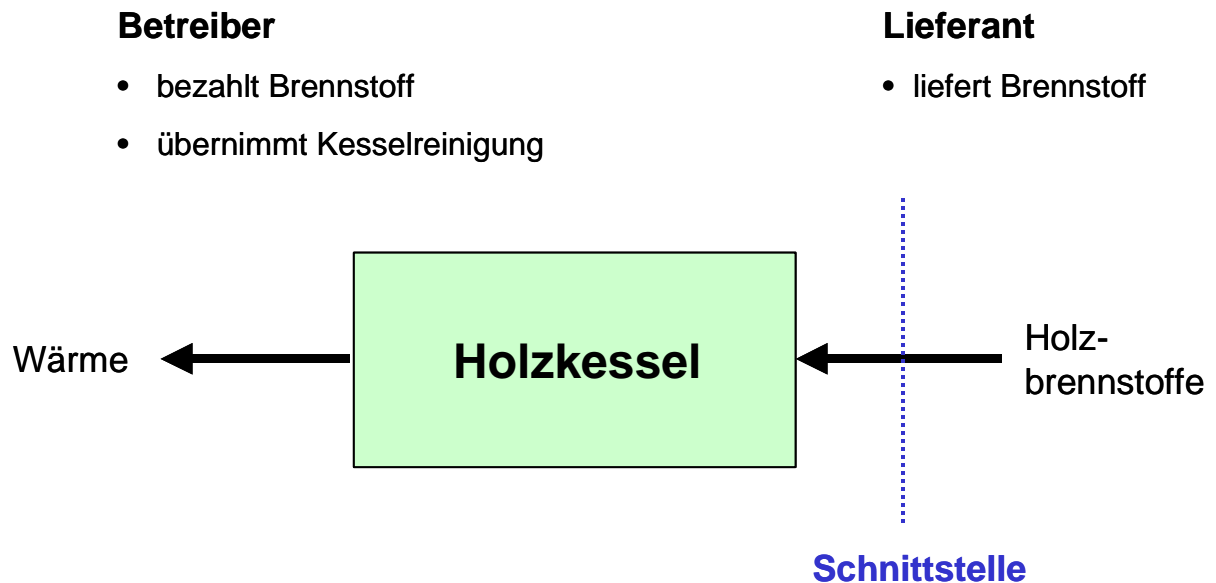 Betreiber
• bezahlt Brennstoff
• übernimmt Kesselreinigung
Lieferant
• liefert Brennstoff
Wärme
Holzkessel
Holz-
brennstoffe
Schnittstelle